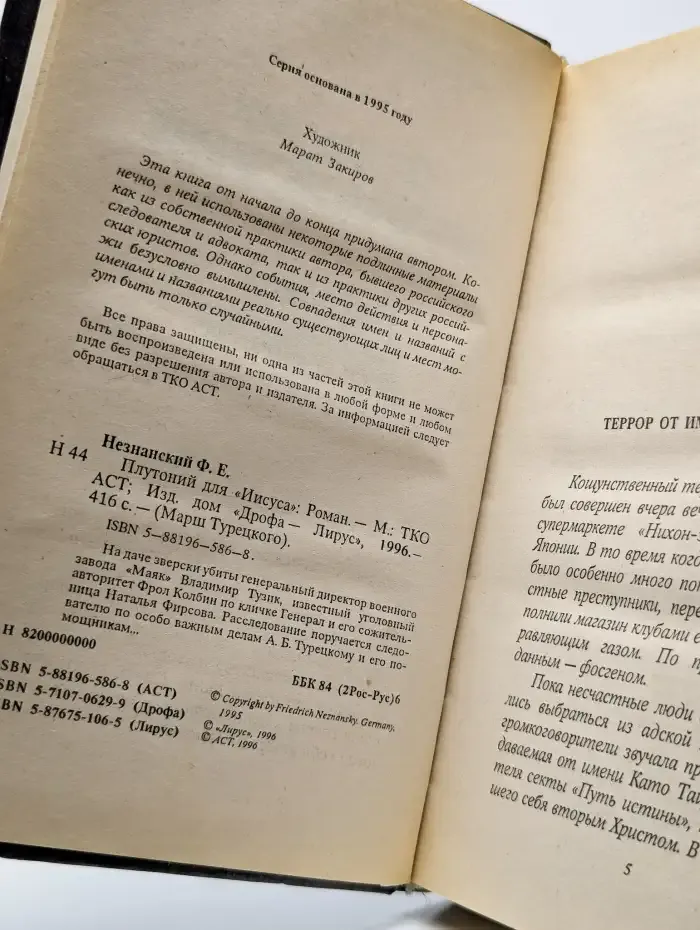 Серия основана в 1995 году
Художник
Марат Закиров
Эта книга от начала до конца придумана автором. Ко-
нечно, в ней использованы некоторые подлинные материалы
как из собственной практики автора, бывшего российского
следователя и адвоката, так и из практики других россий-
ских юристов. Однако события, место действия и персона-
жи безусловно вымышлены. Совпадения имен и названий с
именами и названиями реально существующих лиц и мест мо-
гут быть только случайными.
Все права защищены, ни одна из частей этой книги не может
быть воспроизведена или использована в любой форме и любом
виде без разрешения автора и издателя. За информацией следует
обращаться в ТКО АСТ.
Незнанский Ф. Е.
Н 44 Плутоний для «Иисуса»: Роман. — М.: ТКО
АСТ; Изд. дом «Дрофа — Лирус», 1996.—
416 с. — (Марш Турецкого).
ISBN 5—88196—586—8.
На даче зверски убиты генеральный директор военного
завода «Маяк» Владимир Тузик, известный уголовный
авторитет Фрол Колбин по кличке Генерал и его сожитель-
ница Наталья Фирсова. Расследование поручается следо-
вателю по особо важным делам А. Б. Турецкому и его по-
мощникам...
Н 8200000000
ББК 84 (2Рос-Рус)6
ISBN 5-88196-586-8 (АСТ)
ISBN 5-7107-0629-9 (Дрофа)
ISBN 5-87675-106-5 (Лирус)
© Copyright by Friedrich Neznansky. Germany,
1995
© «Лирус», 1996
© АСТ, 1996
ТЕРРОР ОТ
Кощунственный
был совершен вчера
супермаркете «Нихон-
Японии. В то время
было особенно много
стные преступники,
полнили магазин клубами
равляющим газом. По
данным — фосгеном.
Пока несчастные люди
лись выбраться из адской
громкоговорители звучала
даваемая от имени Като
теля секты «Путь истины»,
шего себя вторым Христом. В
5